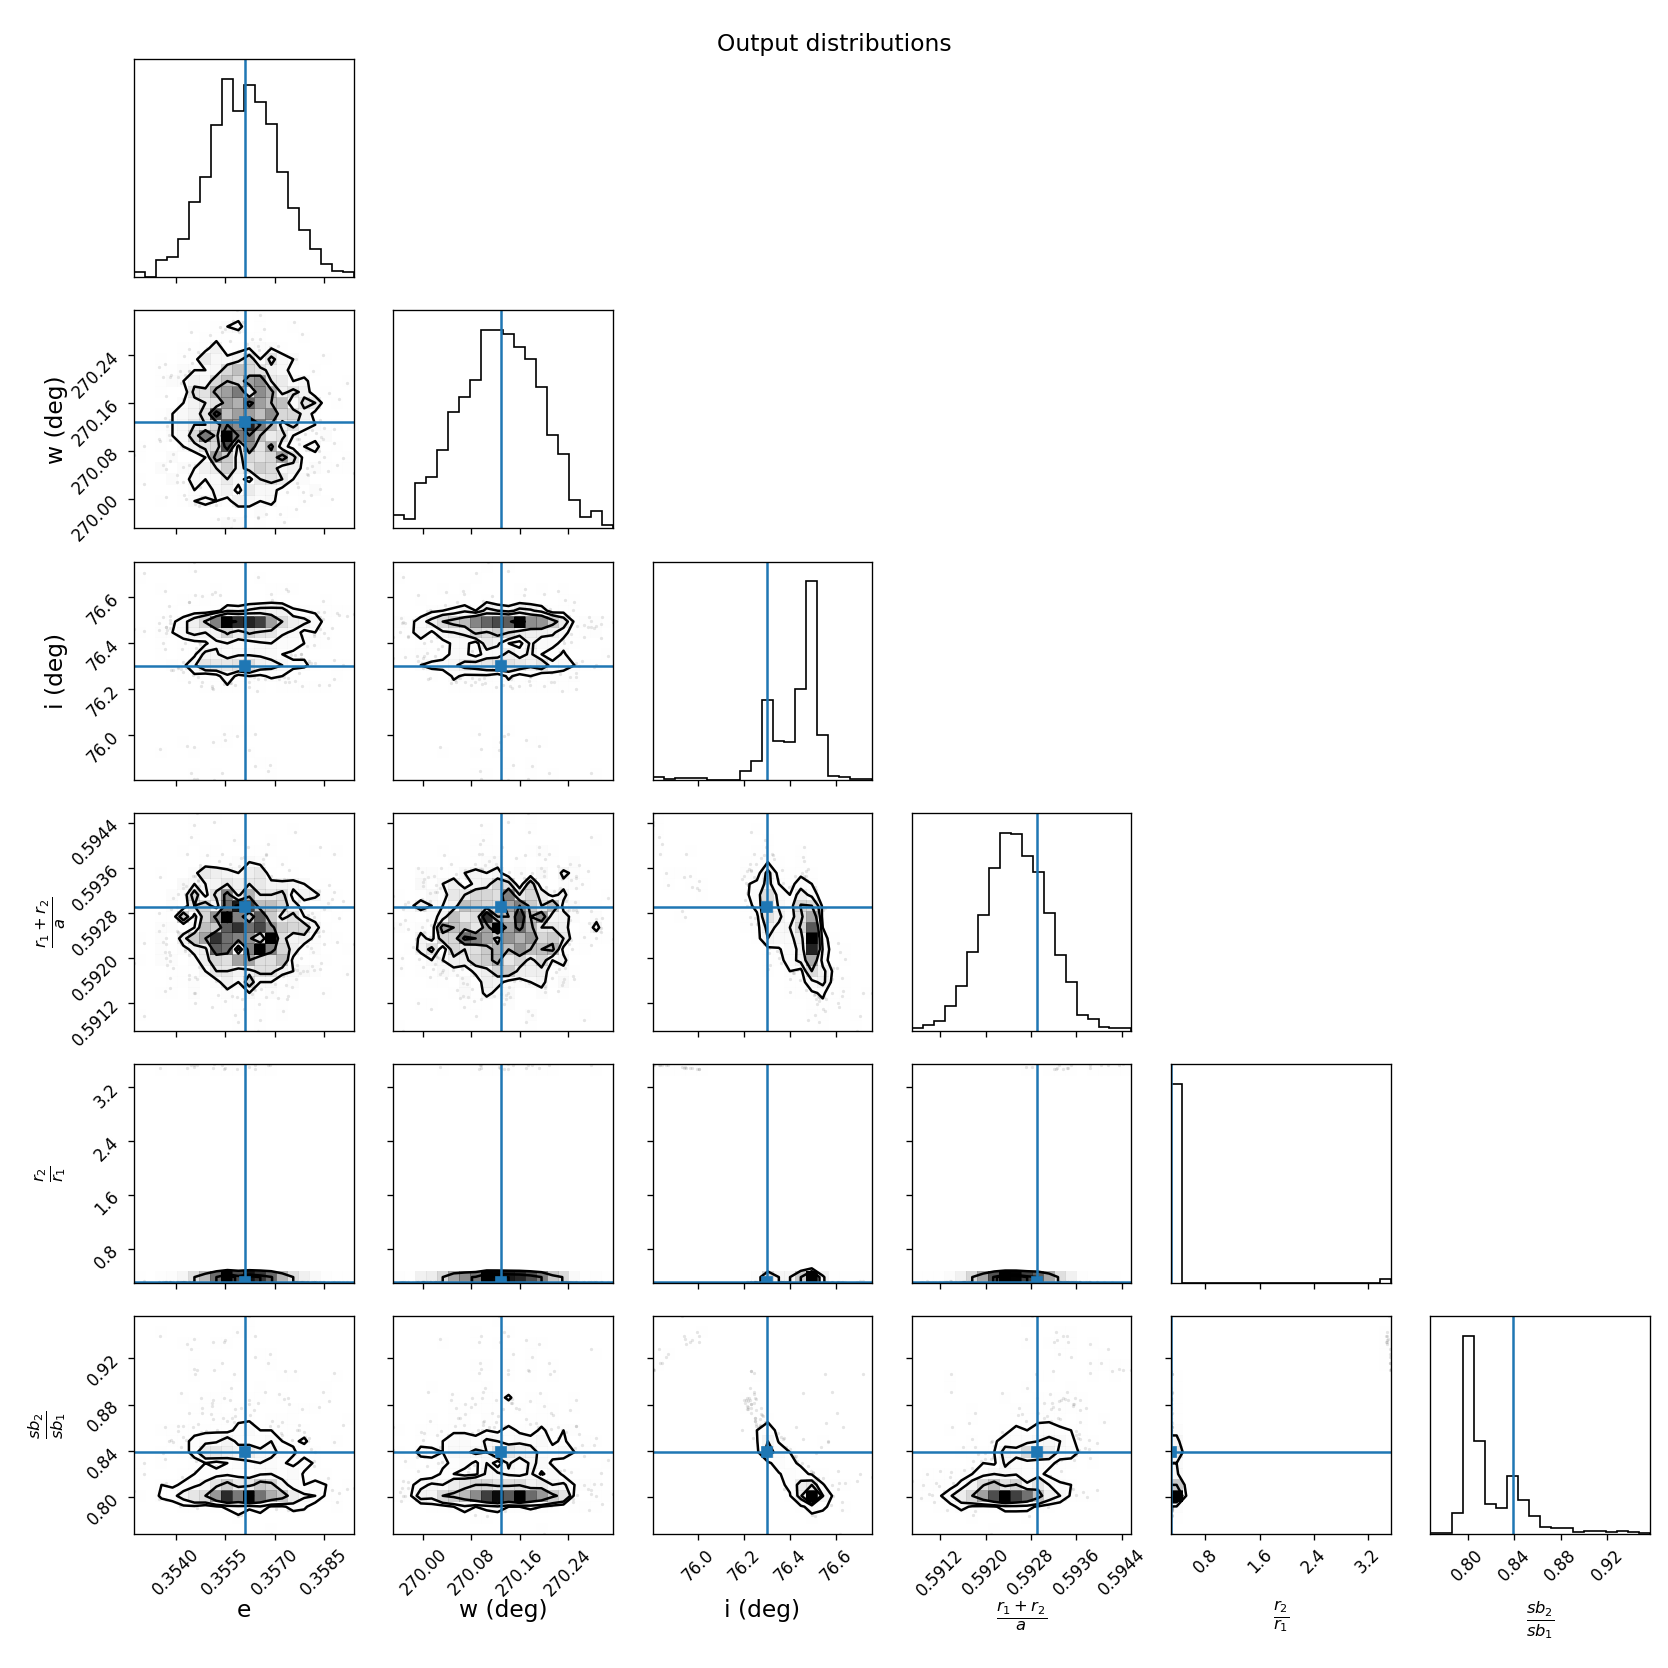 Output distributions
w (deg)
270.24
270.16
270.08
270.00
i (deg)
76.6
76.4
76.2
76.0
r₁ + r₂
a
0.5944
0.5936
0.5928
0.5920
0.5912
r₂
r₁
3.2
2.4
1.6
0.8
sb₂
sb₁
0.92
0.88
0.84
0.80
0.3540 0.3555 0.3570 0.3585 270.00 270.08 270.16 270.24 76.0 76.2 76.4 76.6 0.5912 0.5920 0.5928 0.5936 0.5944 0.8 1.6 2.4 3.2 0.80 0.84 0.88 0.92
e w (deg) i (deg) r₁ + r₂ r₂ sb₂
a r₁ sb₁